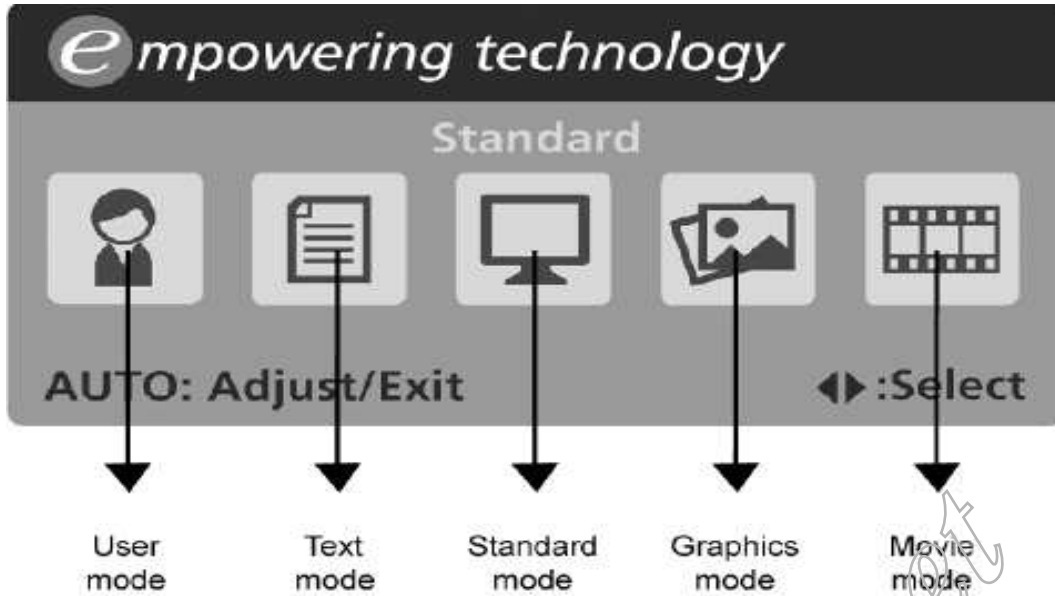 empowering technology
Standard
AUTO: Adjust/Exit
◀▶ :Select
User mode
Text mode
Standard mode
Graphics mode
Movie mode